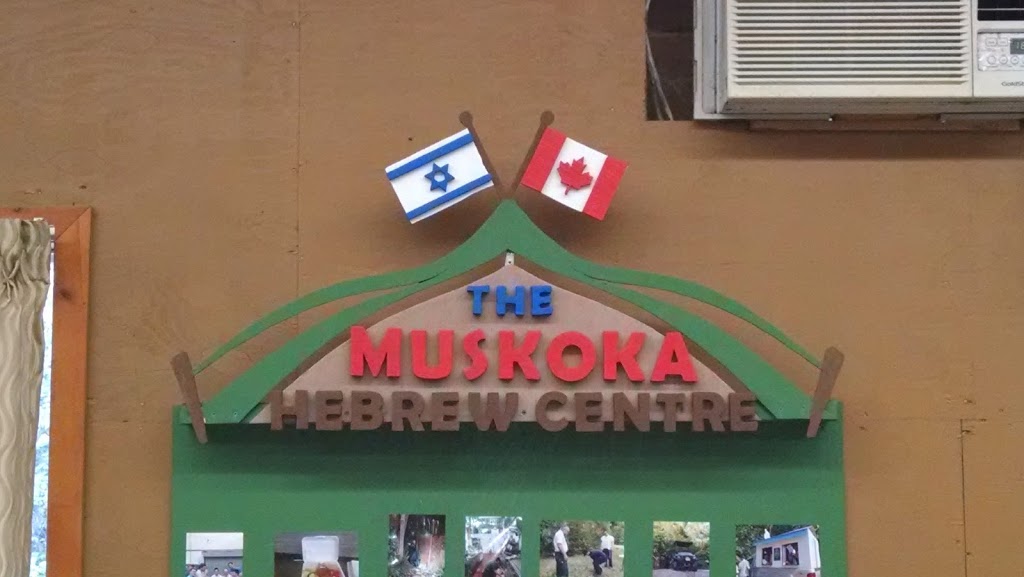 THE
MUSKOKA
HEBREW CENTRE